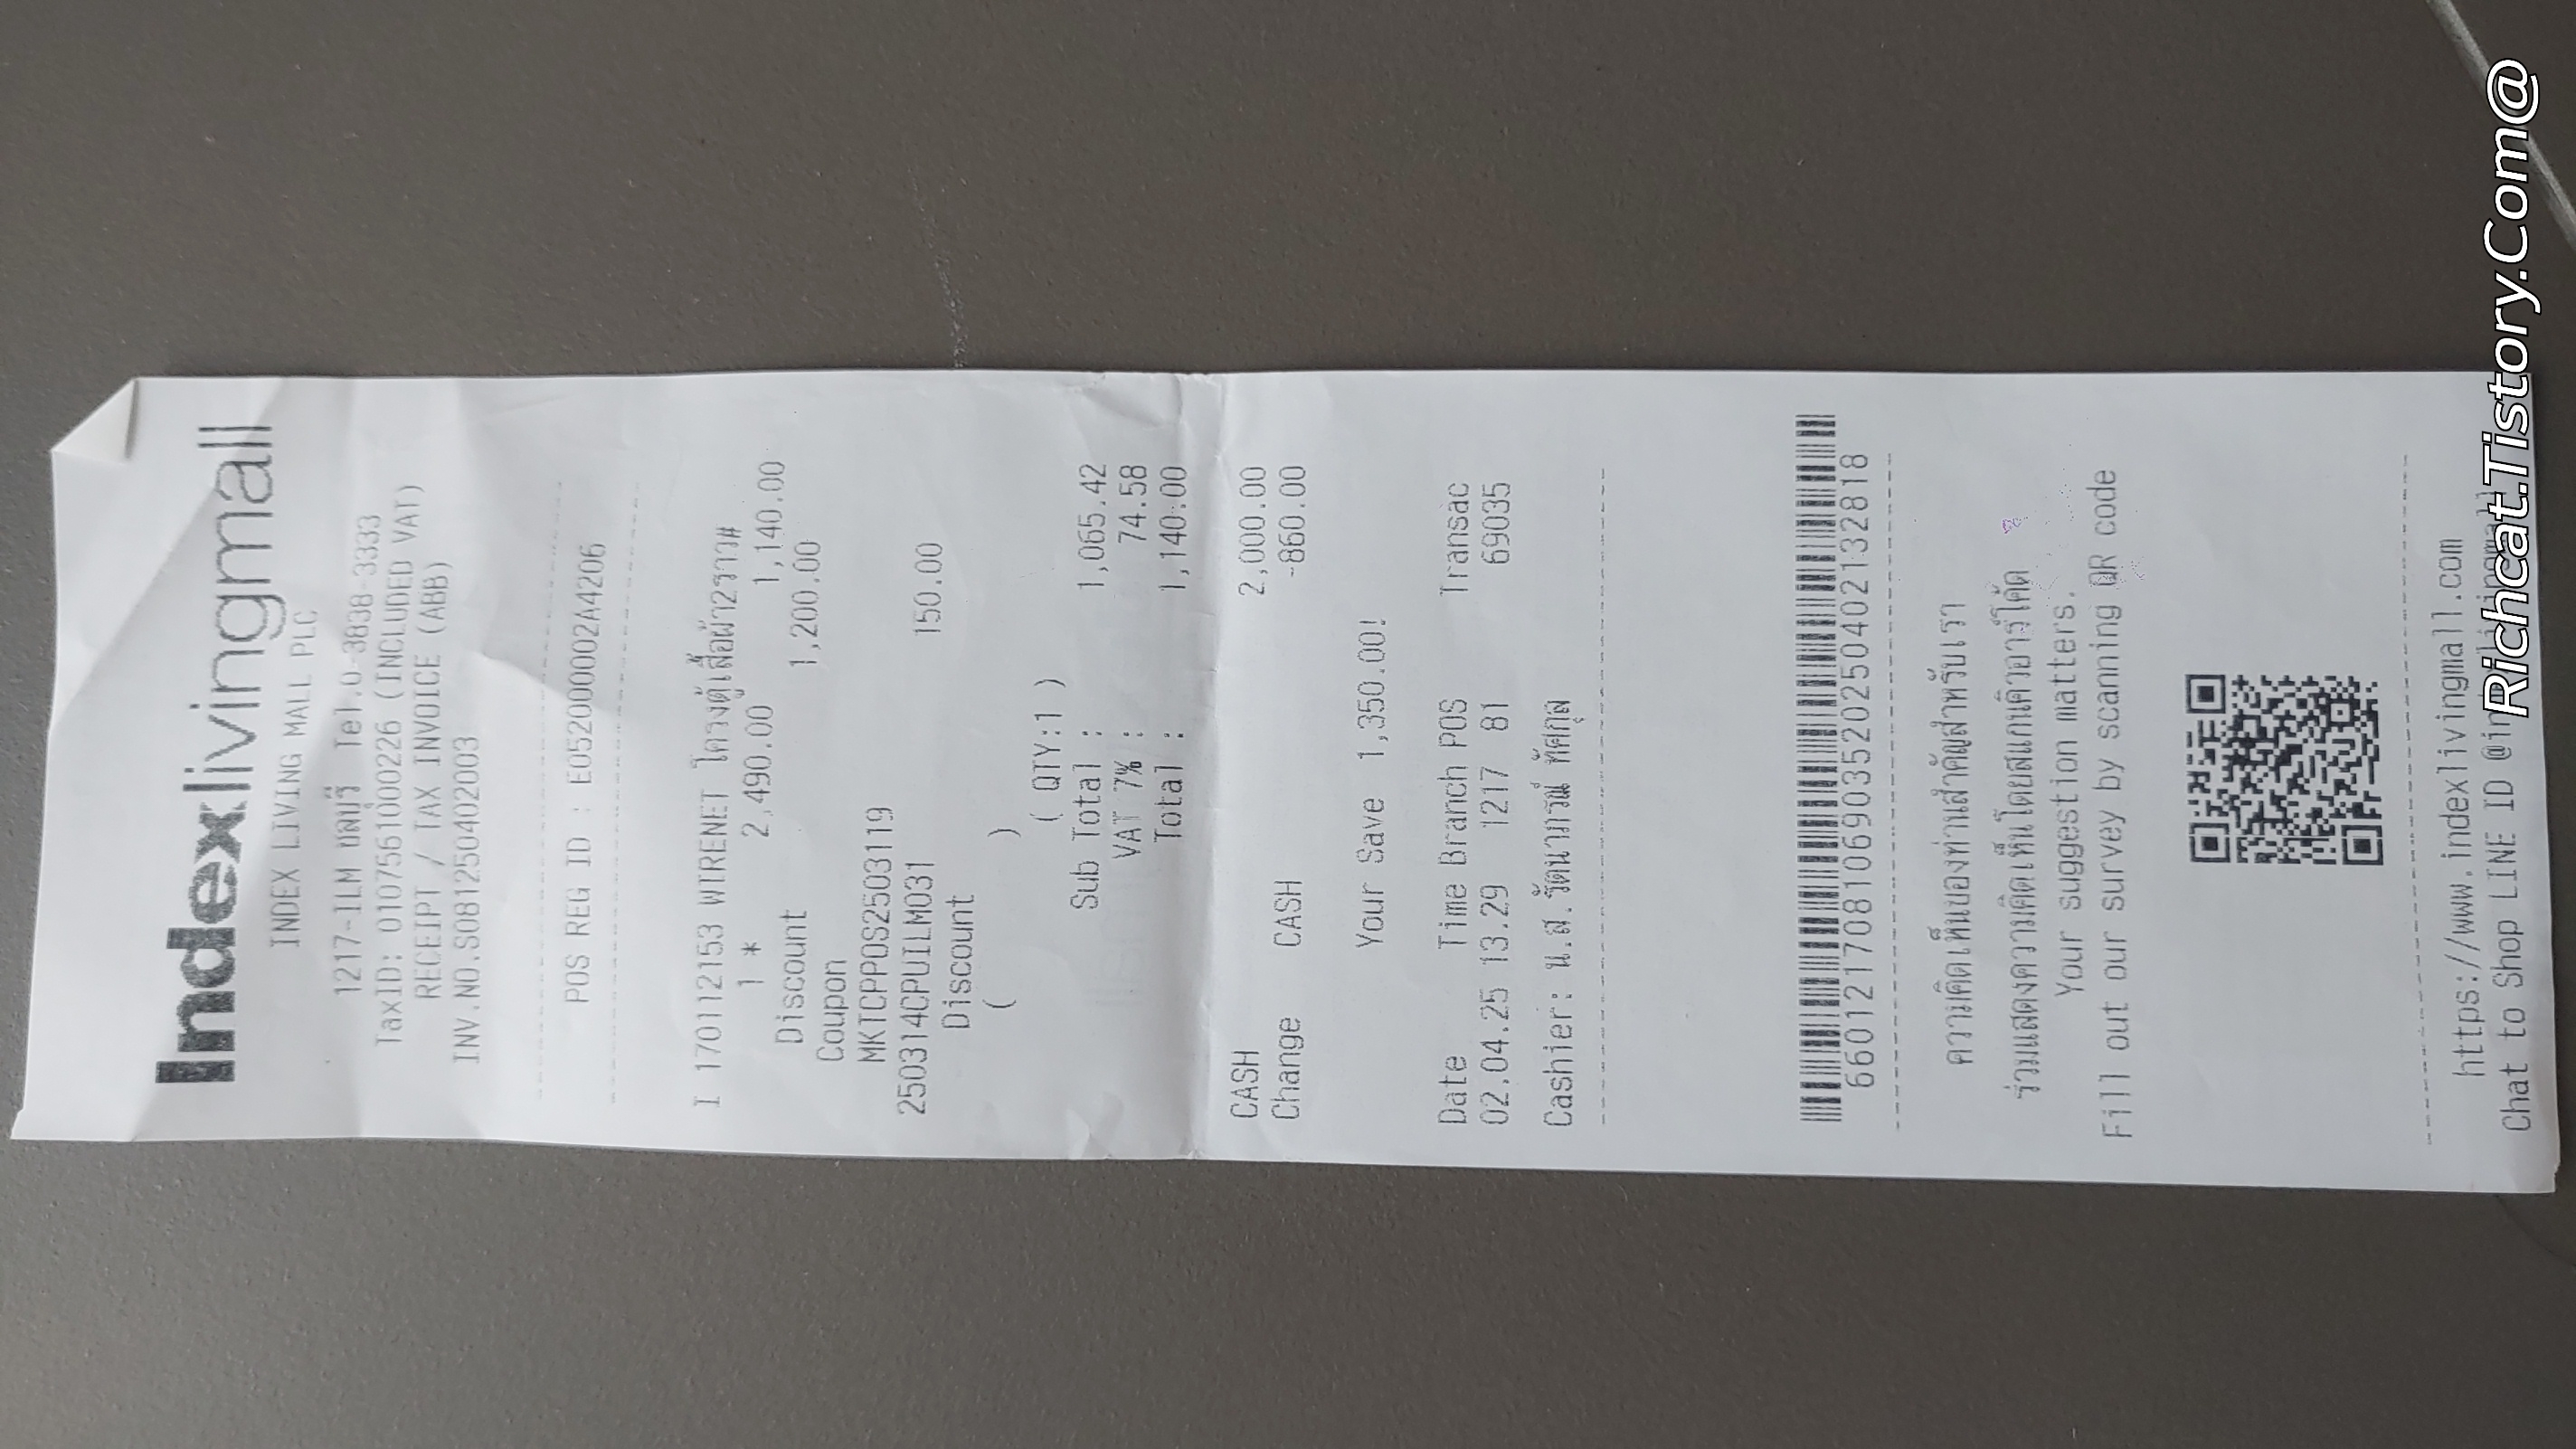 Indexlivingmall
INDEX LIVING MALL PLC
1217-ILM ชลบุรี Tel.0-3838-3333
TaxID: 0107561000226 (INCLUDED VAT)
RECEIPT / TAX INVOICE (ABB)
INV.NO.S081250402003
POS REG ID : E052000002A4206
I 170112153 WIRENET โครงตู้เสื้อผ้า2ราว#
1 * 2,490.00 1,140.00
Discount 1,200.00
Coupon
MKTCPPOS2503119
250314CPUILM031
Discount 150.00
( )
( QTY:1 )
Sub Total : 1,065.42
VAT 7% : 74.58
Total : 1,140.00
CASH CASH 2,000.00
Change -860.00
Your Save 1,350.00!
Date Time Branch POS Transac
02.04.25 13.29 1217 81 69035
Cashier: น.ส.รัตนาภรณ์ ทัศกุล
660121708106903520250402132818
ความคิดเห็นของท่านสำคัญสำหรับเรา
ร่วมแสดงความคิดเห็นโดยสแกนคิวอาร์โค้ด
Your suggestion matters.
Fill out our survey by scanning QR code
https://www.indexlivingmall.com
Chat to Shop LINE ID @indexlivingmall
Richcat.Tistory.Com@